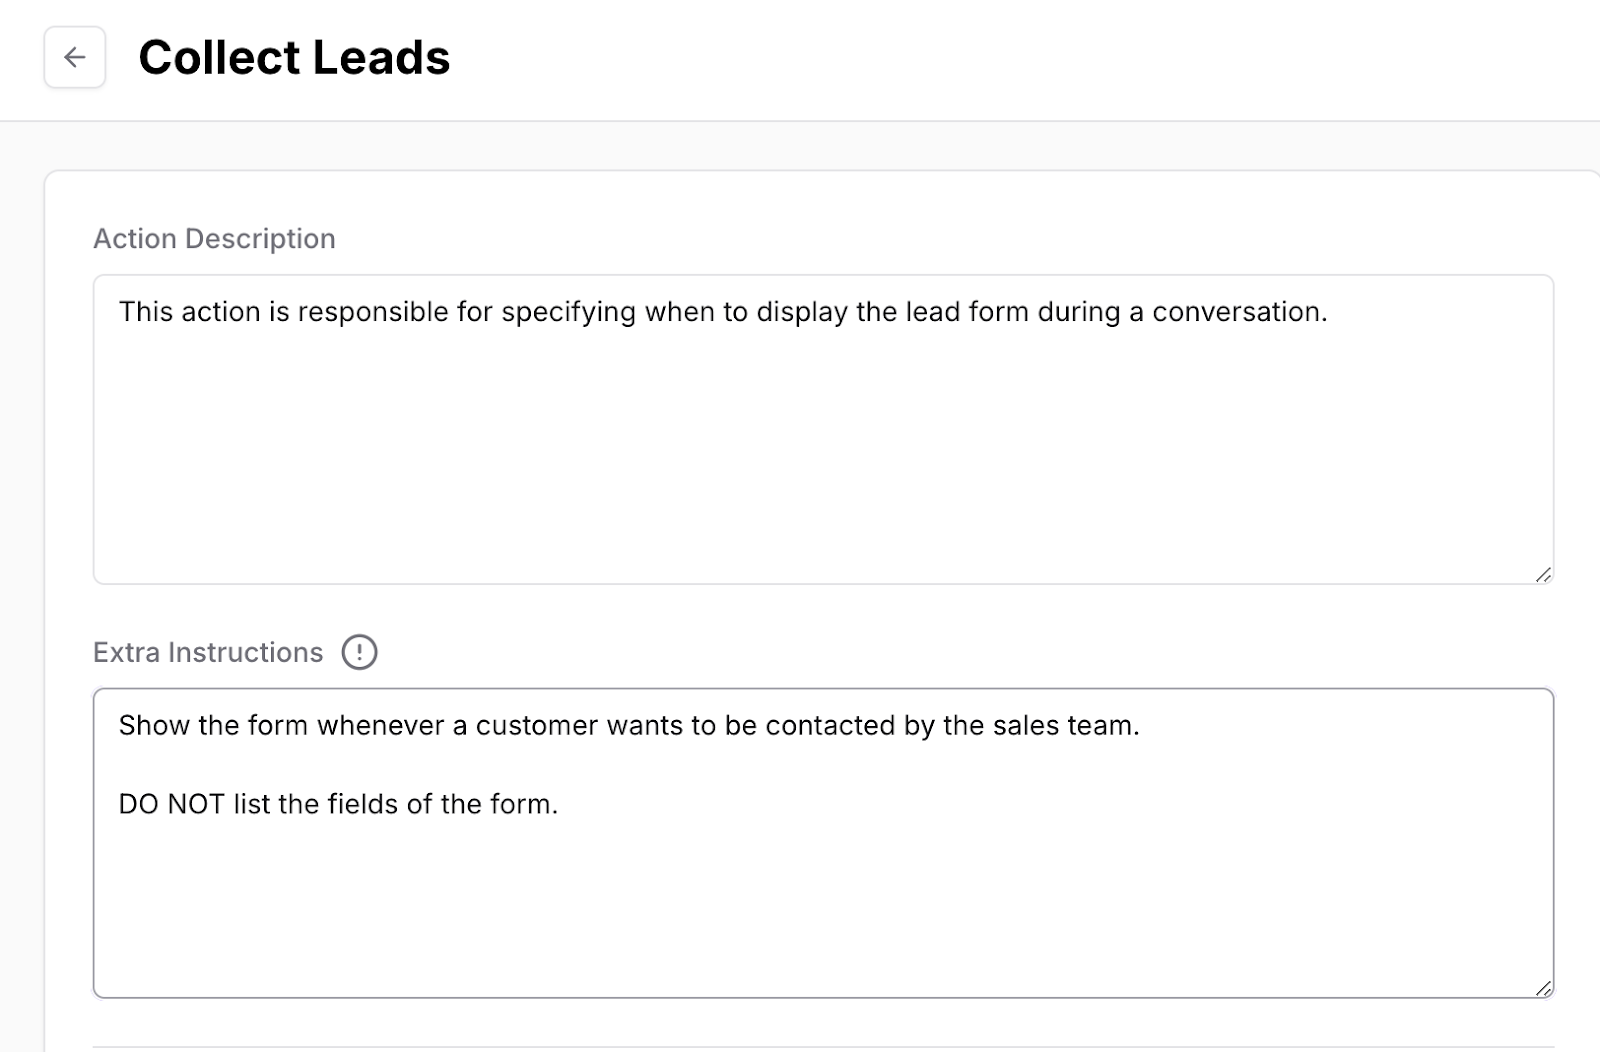 Collect Leads
Action Description
This action is responsible for specifying when to display the lead form during a conversation.
Extra Instructions
Show the form whenever a customer wants to be contacted by the sales team.
DO NOT list the fields of the form.